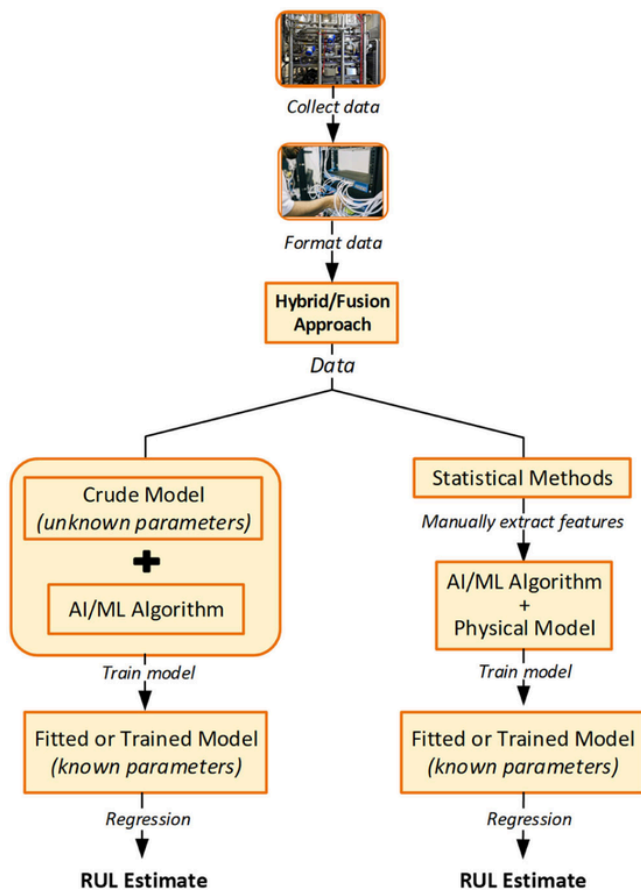 Collect data
Format data
Hybrid/Fusion
Approach
Data
Crude Model
(unknown parameters)
+
AI/ML Algorithm
Train model
Fitted or Trained Model
(known parameters)
Regression
RUL Estimate
Statistical Methods
Manually extract features
AI/ML Algorithm
+
Physical Model
Train model
Fitted or Trained Model
(known parameters)
Regression
RUL Estimate